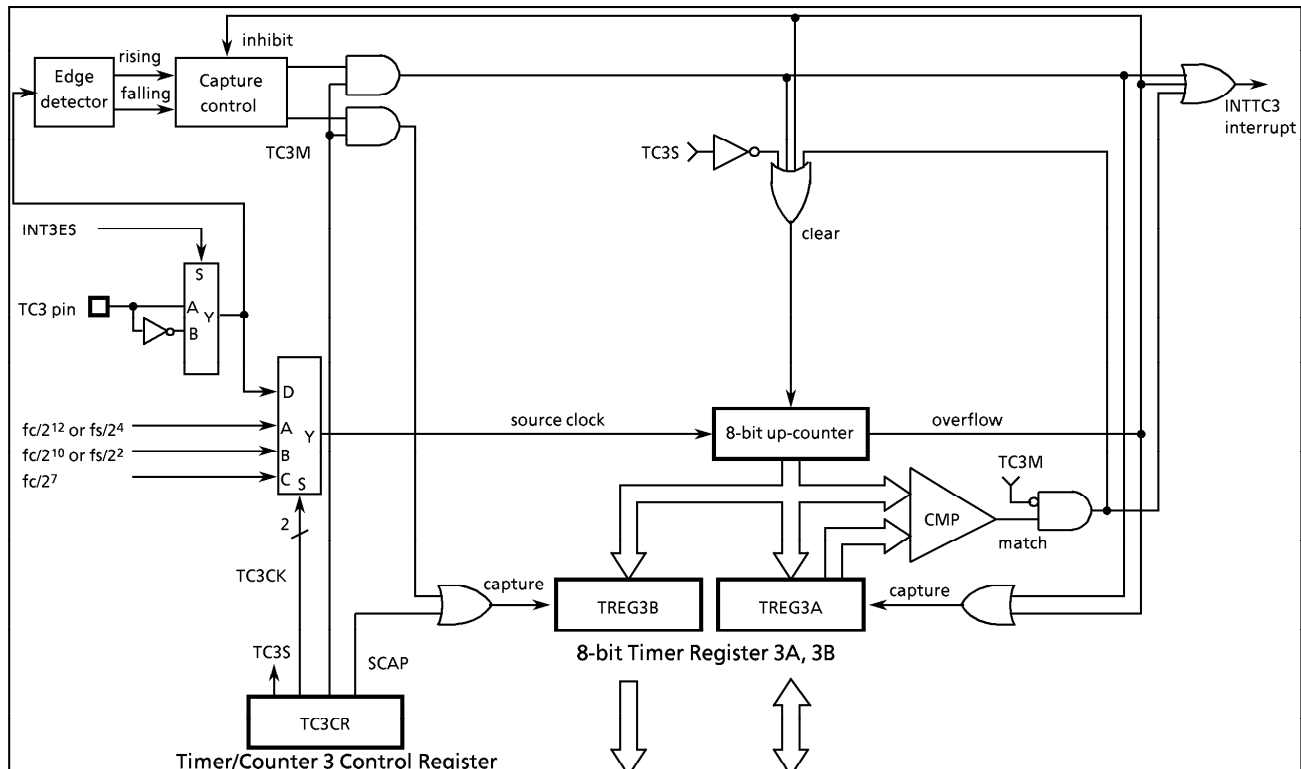 inhibit
rising
Edge
detector
falling
Capture
control
INTTC3
interrupt
TC3M
TC3S
clear
INT3ES
S
TC3 pin
A
Y
B
D
fc/2¹² or fs/2⁴
A
Y
source clock
8-bit up-counter
overflow
fc/2¹⁰ or fs/2²
B
fc/2⁷
C
S
TC3M
2
CMP
match
TC3CK
capture
TREG3B
TREG3A
capture
8-bit Timer Register 3A, 3B
TC3S
SCAP
TC3CR
Timer/Counter 3 Control Register